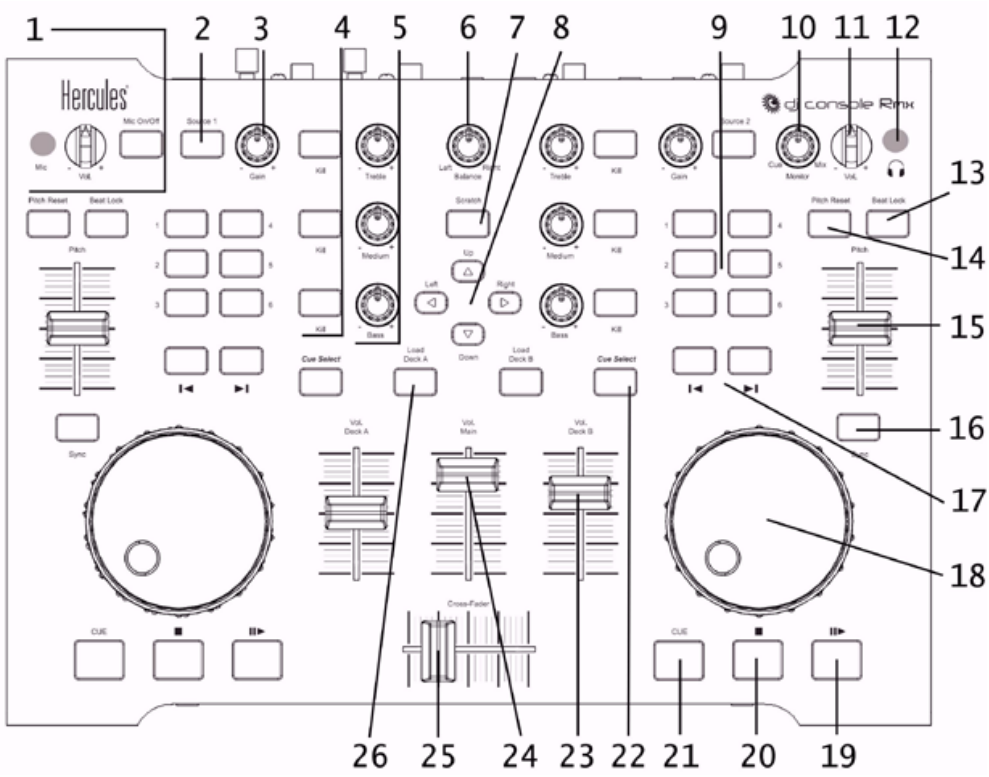 1 2 3 4 5 6 7 8 9 10 11 12
Hercules
dj console Rmx
Mic On/Off Source 1 Source 2
Mic - Vol. + - Gain + Kill - Treble + Left Right Balance - Treble + Kill - Gain + Cue Mix Monitor - Vol. +
13
Pitch Reset Beat Lock Scratch Pitch Reset Beat Lock
1 4 Kill - Medium + Up - Medium + Kill 1 4
14
Pitch Pitch
2 5 Left Right 2 5
3 6 Kill - Bass + Down - Bass + Kill 3 6
15
Cue Select Load Deck A Load Deck B Cue Select
16
Sync Vol. Deck A Vol. Main Vol. Deck B Sync
17
18
Cross-Fader
CUE CUE
26 25 24 23 22 21 20 19